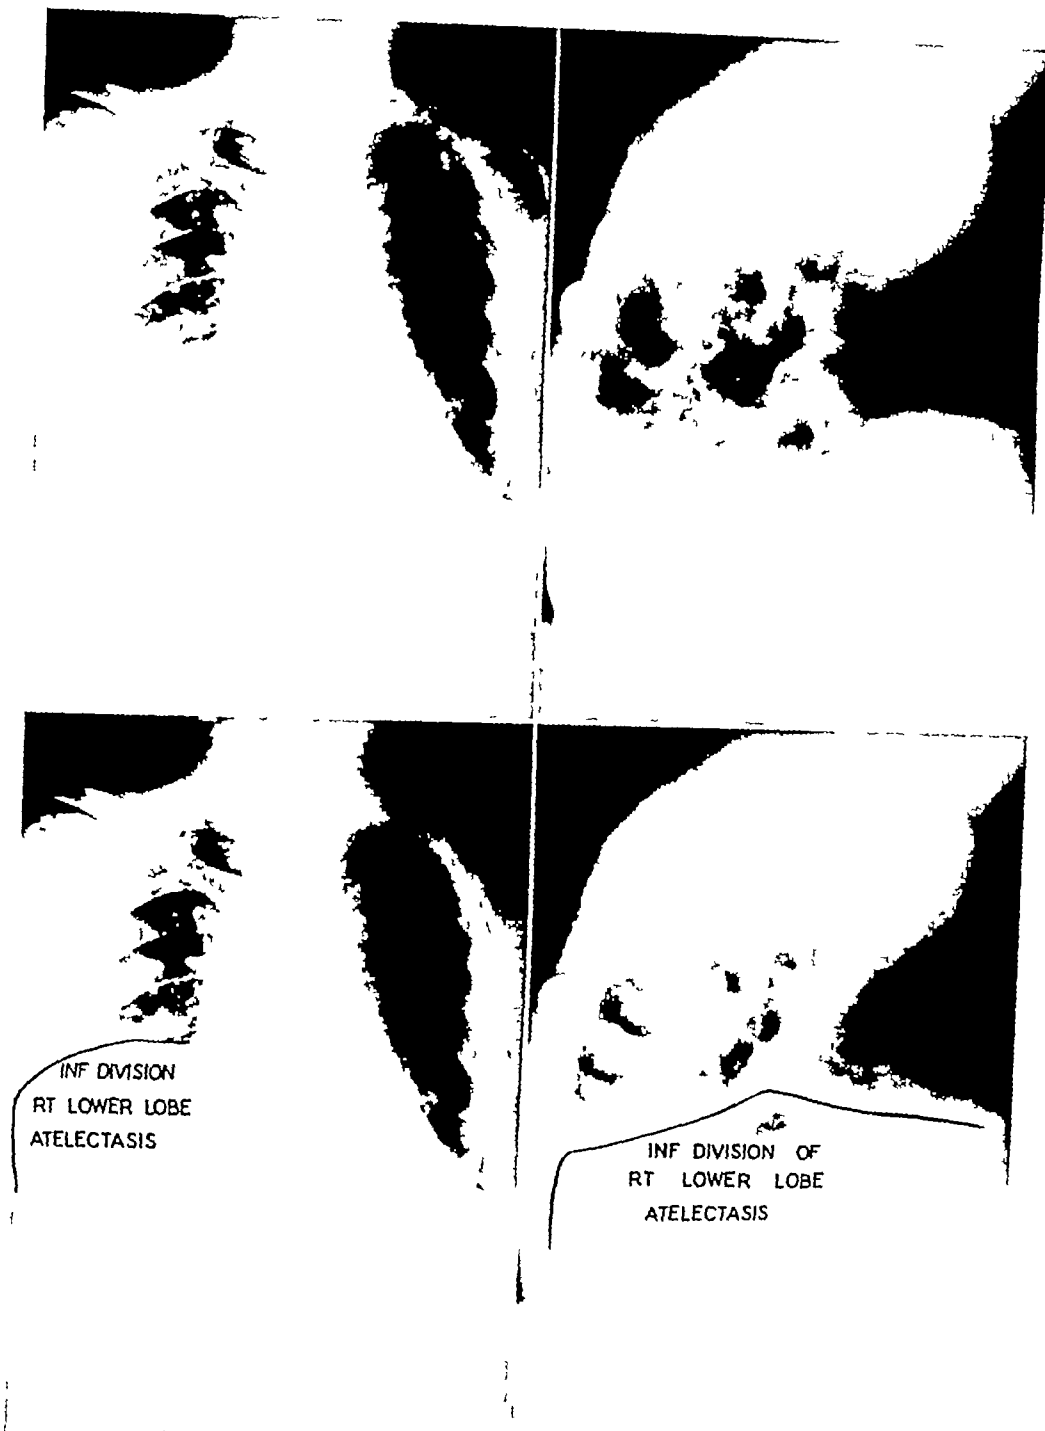 INF DIVISION
RT LOWER LOBE
ATELECTASIS
INF DIVISION OF
RT LOWER LOBE
ATELECTASIS